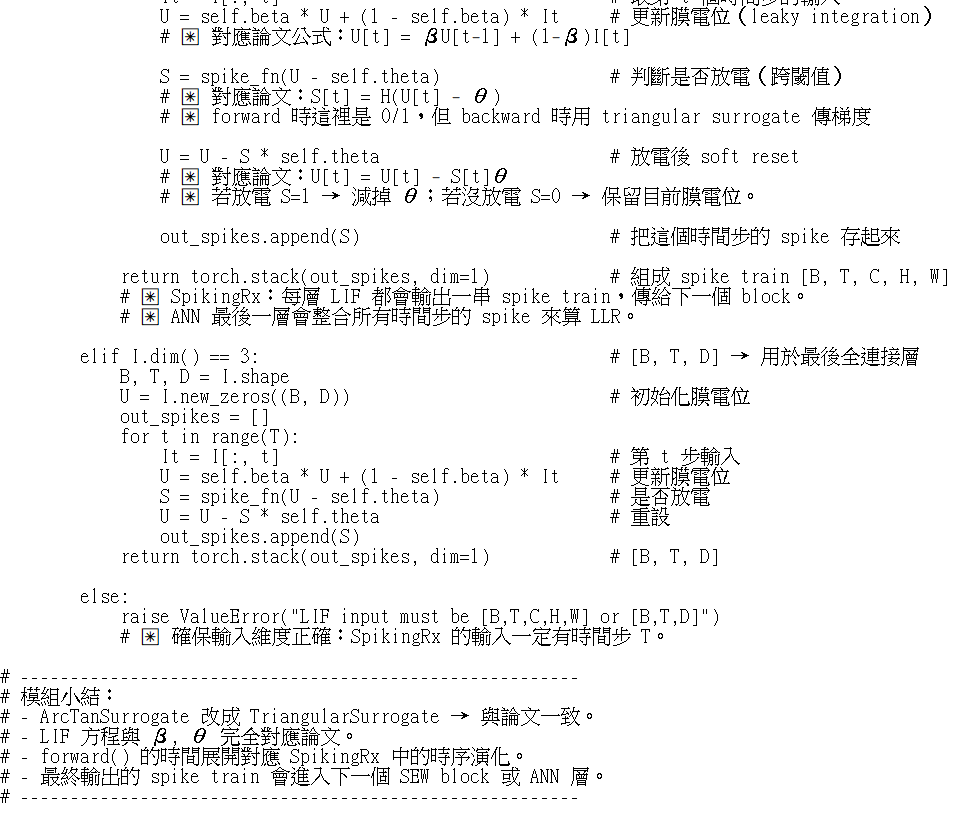 It = I[:, t] # 取第 t 個時間步的輸入
U = self.beta * U + (1 - self.beta) * It # 更新膜電位（leaky integration）
# ✳ 對應論文公式：U[t] = βU[t-1] + (1-β)I[t]
S = spike_fn(U - self.theta) # 判斷是否放電（跨閾值）
# ✳ 對應論文：S[t] = H(U[t] - θ)
# ✳ forward 時這裡是 0/1，但 backward 時用 triangular surrogate 傳梯度
U = U - S * self.theta # 放電後 soft reset
# ✳ 對應論文：U[t] = U[t] - S[t]θ
# ✳ 若放電 S=1 → 減掉 θ；若沒放電 S=0 → 保留目前膜電位。
out_spikes.append(S) # 把這個時間步的 spike 存起來
return torch.stack(out_spikes, dim=1) # 組成 spike train [B, T, C, H, W]
# ✳ SpikingRx：每層 LIF 都會輸出一串 spike train，傳給下一個 block。
# ✳ ANN 最後一層會整合所有時間步的 spike 來算 LLR。
elif I.dim() == 3: # [B, T, D] → 用於最後全連接層
B, T, D = I.shape
U = I.new_zeros((B, D)) # 初始化膜電位
out_spikes = []
for t in range(T):
It = I[:, t] # 第 t 步輸入
U = self.beta * U + (1 - self.beta) * It # 更新膜電位
S = spike_fn(U - self.theta) # 是否放電
U = U - S * self.theta # 重設
out_spikes.append(S)
return torch.stack(out_spikes, dim=1) # [B, T, D]
else:
raise ValueError("LIF input must be [B,T,C,H,W] or [B,T,D]")
# ✳ 確保輸入維度正確：SpikingRx 的輸入一定有時間步 T。
# --------------------------------------------------------
# 模組小結：
# - ArcTanSurrogate 改成 TriangularSurrogate → 與論文一致。
# - LIF 方程與 β, θ 完全對應論文。
# - forward() 的時間展開對應 SpikingRx 中的時序演化。
# - 最終輸出的 spike train 會進入下一個 SEW block 或 ANN 層。
# --------------------------------------------------------